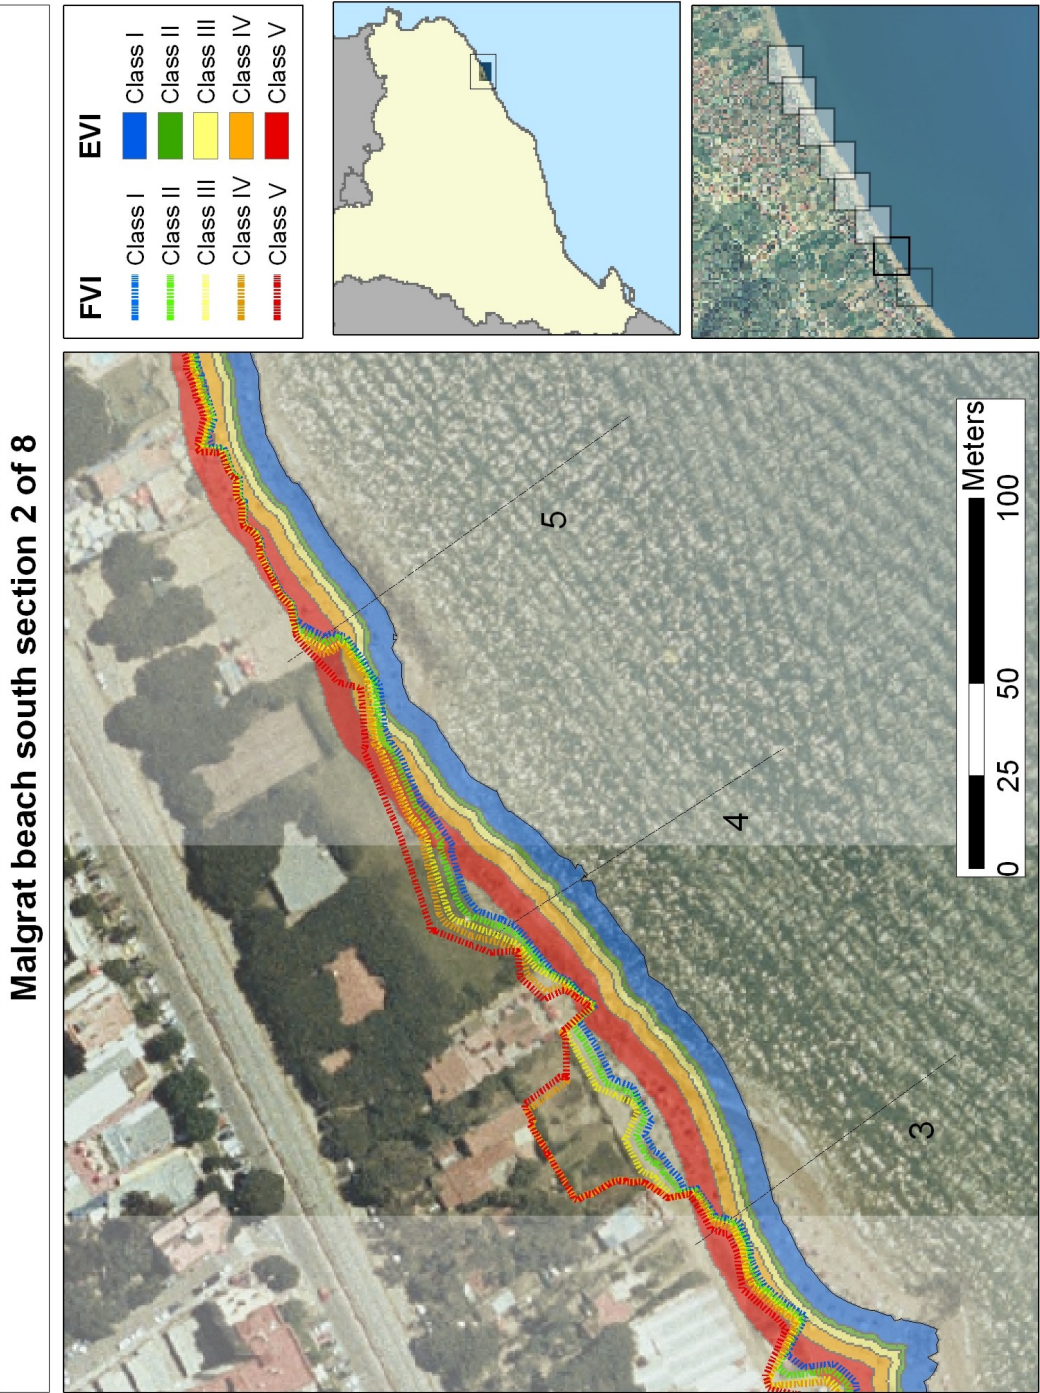 Malgrat beach south section 2 of 8
FVI
Class I
Class II
Class III
Class IV
Class V
EVI
Class I
Class II
Class III
Class IV
Class V
3
4
5
0 25 50 100
Meters